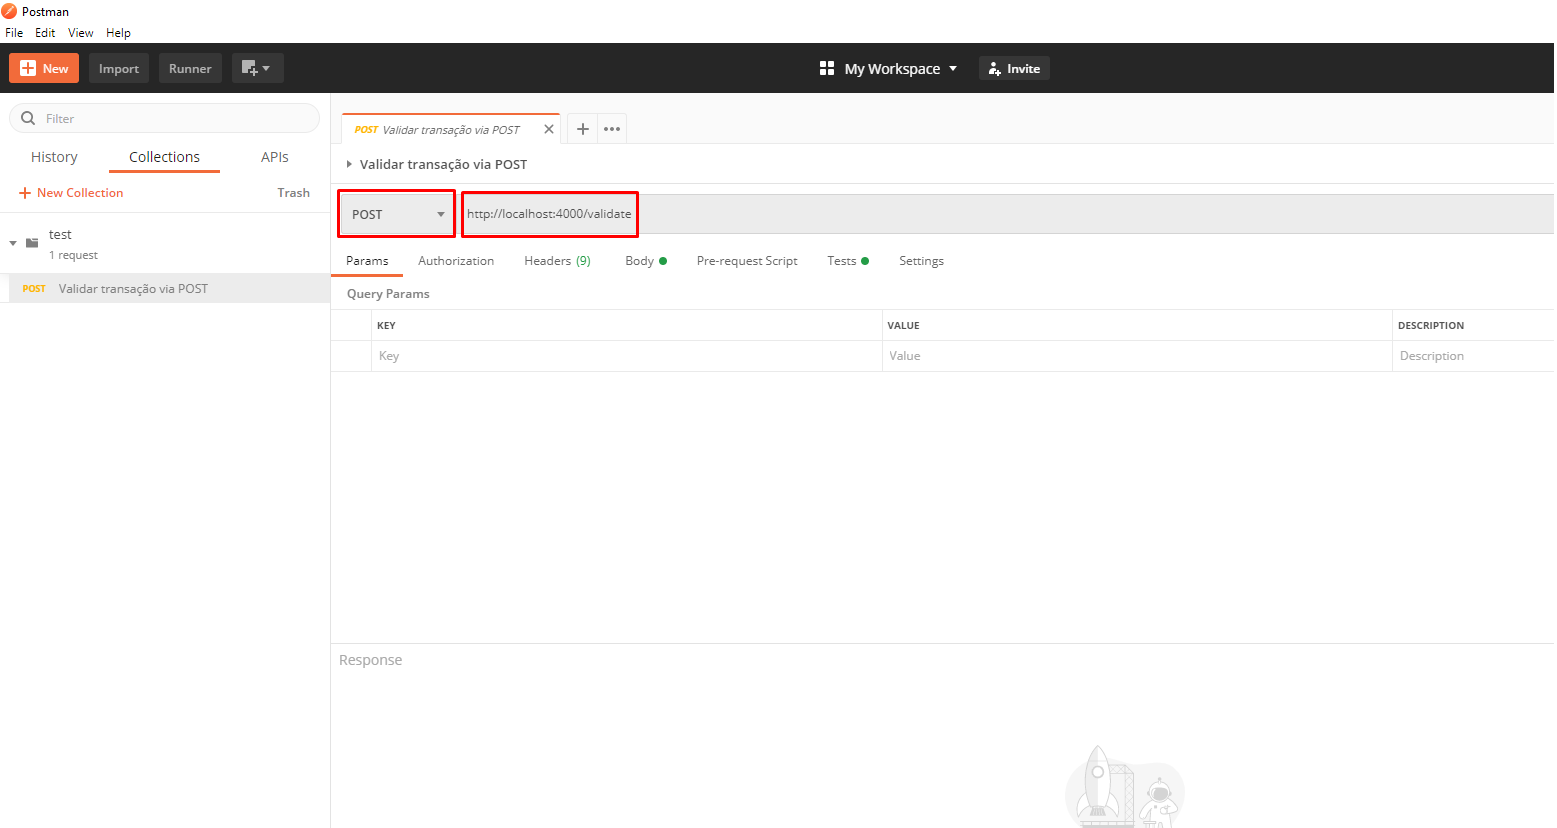 Postman
File Edit View Help
New Import Runner My Workspace Invite
Filter
History Collections APIs
New Collection Trash
test
1 request
POST Validar transação via POST
POST Validar transação via POST
Validar transação via POST
POST http://localhost:4000/validate
Params Authorization Headers (9) Body Pre-request Script Tests Settings
Query Params
KEY VALUE DESCRIPTION
Key Value Description
Response